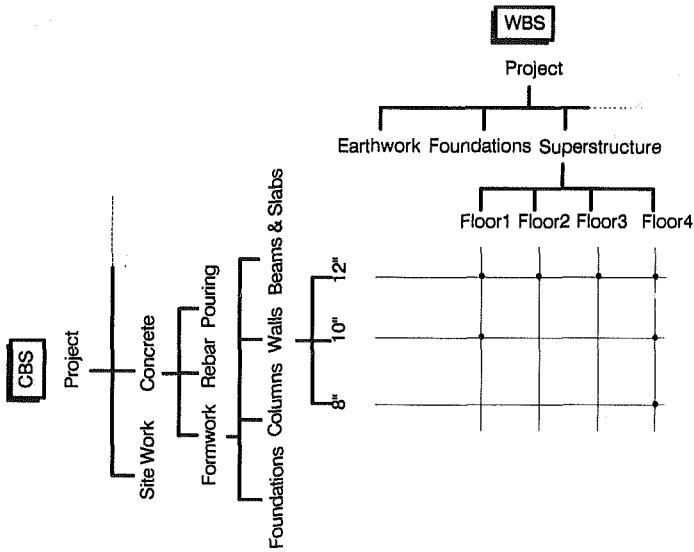 WBS
Project
Earthwork Foundations Superstructure
Floor1 Floor2 Floor3 Floor4
CBS
Project
Site Work
Concrete
Formwork
Rebar
Pouring
Foundations
Columns
Walls
Beams & Slabs
8"
10"
12"